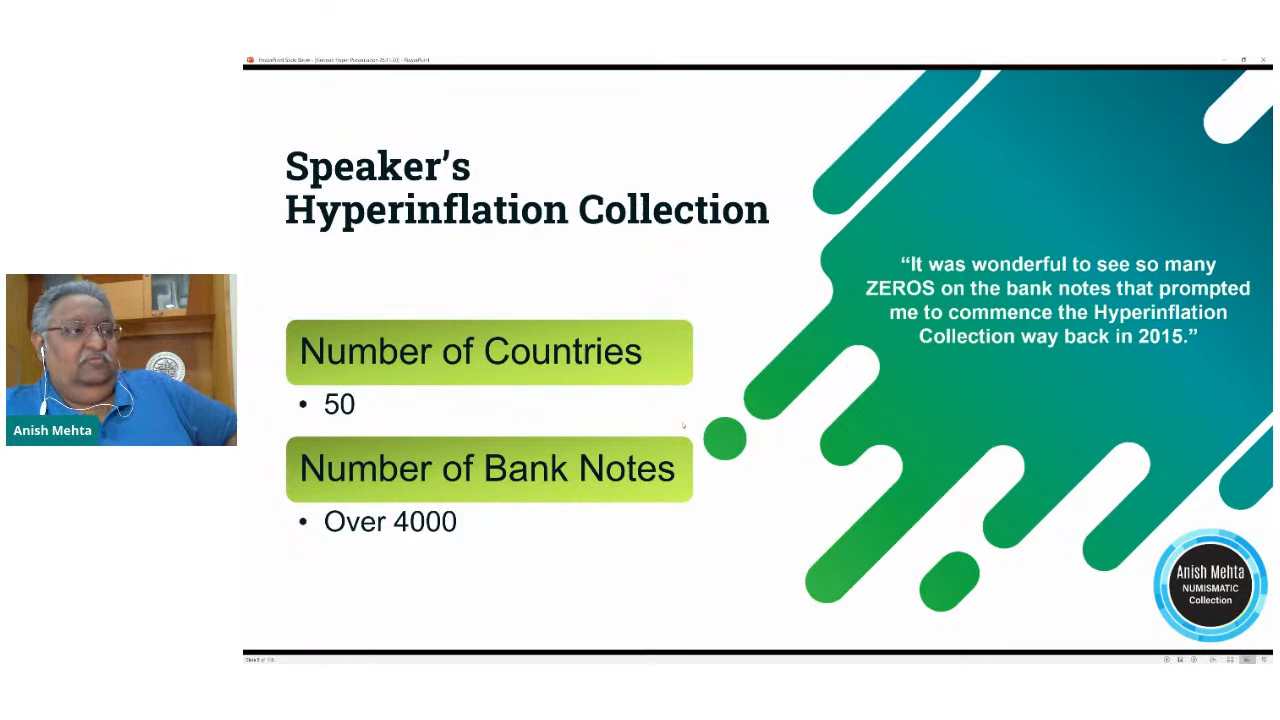 Speaker’s
Hyperinflation Collection
Number of Countries
• 50
Number of Bank Notes
• Over 4000
“It was wonderful to see so many
ZEROS on the bank notes that prompted
me to commence the Hyperinflation
Collection way back in 2015.”
Anish Mehta
Anish Mehta
NUMISMATIC
Collection